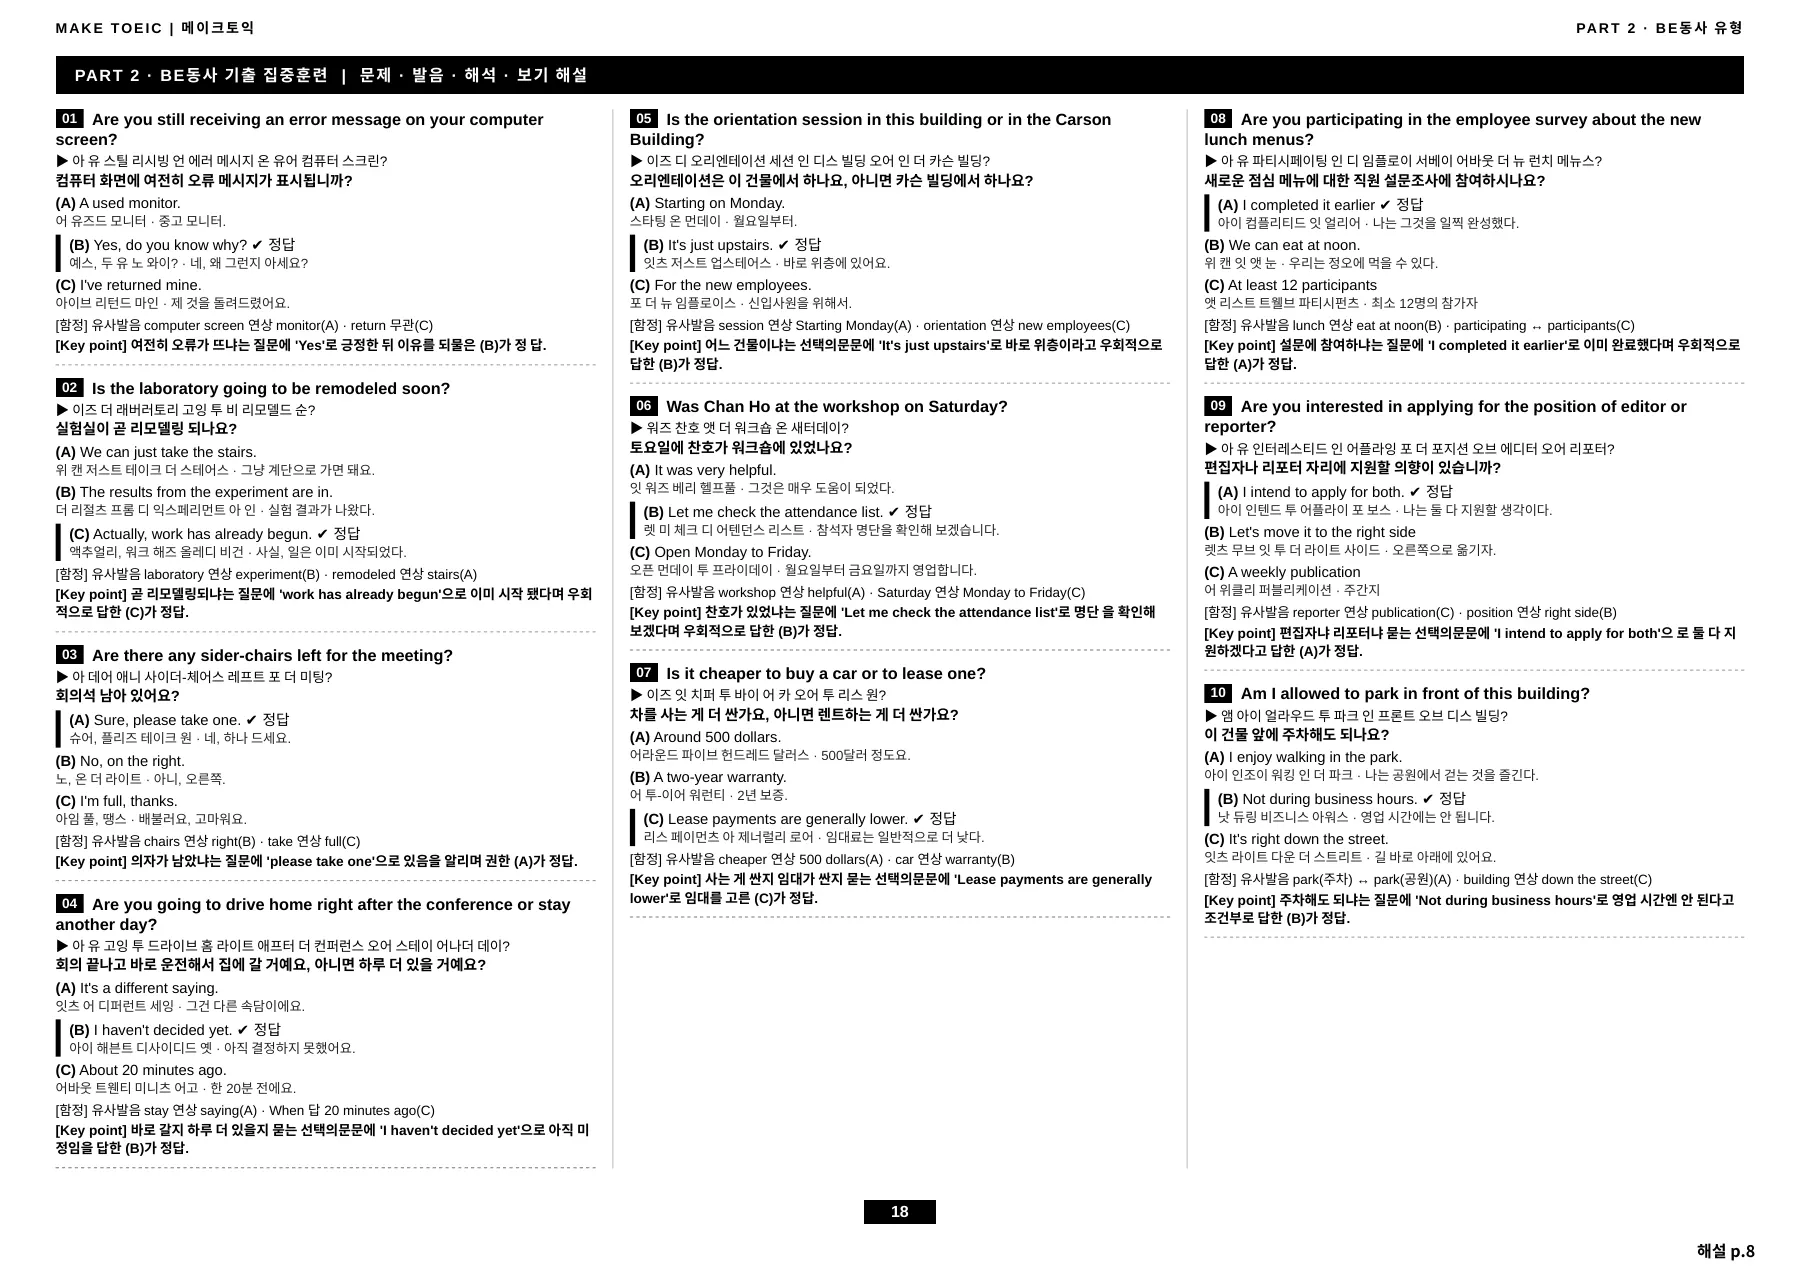 MAKE TOEIC | 메이크토익
PART 2 · BE동사 유형
PART 2 · BE동사 기출 집중훈련 | 문제 · 발음 · 해석 · 보기 해설
01 Are you still receiving an error message on your computer
screen?
▶ 아 유 스틸 리시빙 언 에러 메시지 온 유어 컴퓨터 스크린?
컴퓨터 화면에 여전히 오류 메시지가 표시됩니까?
(A) A used monitor.
어 유즈드 모니터 · 중고 모니터.
(B) Yes, do you know why? ✔ 정답
예스, 두 유 노 와이? · 네, 왜 그런지 아세요?
(C) I've returned mine.
아이브 리턴드 마인 · 제 것을 돌려드렸어요.
[함정] 유사발음 computer screen 연상 monitor(A) · return 무관(C)
[Key point] 여전히 오류가 뜨냐는 질문에 'Yes'로 긍정한 뒤 이유를 되물은 (B)가 정 답.
02 Is the laboratory going to be remodeled soon?
▶ 이즈 더 래버러토리 고잉 투 비 리모델드 순?
실험실이 곧 리모델링 되나요?
(A) We can just take the stairs.
위 캔 저스트 테이크 더 스테어스 · 그냥 계단으로 가면 돼요.
(B) The results from the experiment are in.
더 리절츠 프롬 디 익스페리먼트 아 인 · 실험 결과가 나왔다.
(C) Actually, work has already begun. ✔ 정답
액추얼리, 워크 해즈 올레디 비건 · 사실, 일은 이미 시작되었다.
[함정] 유사발음 laboratory 연상 experiment(B) · remodeled 연상 stairs(A)
[Key point] 곧 리모델링되냐는 질문에 'work has already begun'으로 이미 시작 됐다며 우회
적으로 답한 (C)가 정답.
03 Are there any sider-chairs left for the meeting?
▶ 아 데어 애니 사이더-체어스 레프트 포 더 미팅?
회의석 남아 있어요?
(A) Sure, please take one. ✔ 정답
슈어, 플리즈 테이크 원 · 네, 하나 드세요.
(B) No, on the right.
노, 온 더 라이트 · 아니, 오른쪽.
(C) I'm full, thanks.
아임 풀, 땡스 · 배불러요, 고마워요.
[함정] 유사발음 chairs 연상 right(B) · take 연상 full(C)
[Key point] 의자가 남았냐는 질문에 'please take one'으로 있음을 알리며 권한 (A)가 정답.
04 Are you going to drive home right after the conference or stay
another day?
▶ 아 유 고잉 투 드라이브 홈 라이트 애프터 더 컨퍼런스 오어 스테이 어나더 데이?
회의 끝나고 바로 운전해서 집에 갈 거예요, 아니면 하루 더 있을 거예요?
(A) It's a different saying.
잇츠 어 디퍼런트 세잉 · 그건 다른 속담이에요.
(B) I haven't decided yet. ✔ 정답
아이 해븐트 디사이디드 옛 · 아직 결정하지 못했어요.
(C) About 20 minutes ago.
어바웃 트웬티 미니츠 어고 · 한 20분 전에요.
[함정] 유사발음 stay 연상 saying(A) · When 답 20 minutes ago(C)
[Key point] 바로 갈지 하루 더 있을지 묻는 선택의문문에 'I haven't decided yet'으로 아직 미
정임을 답한 (B)가 정답.
05 Is the orientation session in this building or in the Carson
Building?
▶ 이즈 디 오리엔테이션 세션 인 디스 빌딩 오어 인 더 카슨 빌딩?
오리엔테이션은 이 건물에서 하나요, 아니면 카슨 빌딩에서 하나요?
(A) Starting on Monday.
스타팅 온 먼데이 · 월요일부터.
(B) It's just upstairs. ✔ 정답
잇츠 저스트 업스테어스 · 바로 위층에 있어요.
(C) For the new employees.
포 더 뉴 임플로이스 · 신입사원을 위해서.
[함정] 유사발음 session 연상 Starting Monday(A) · orientation 연상 new employees(C)
[Key point] 어느 건물이냐는 선택의문문에 'It's just upstairs'로 바로 위층이라고 우회적으로
답한 (B)가 정답.
06 Was Chan Ho at the workshop on Saturday?
▶ 워즈 찬호 앳 더 워크숍 온 새터데이?
토요일에 찬호가 워크숍에 있었나요?
(A) It was very helpful.
잇 워즈 베리 헬프풀 · 그것은 매우 도움이 되었다.
(B) Let me check the attendance list. ✔ 정답
렛 미 체크 디 어텐던스 리스트 · 참석자 명단을 확인해 보겠습니다.
(C) Open Monday to Friday.
오픈 먼데이 투 프라이데이 · 월요일부터 금요일까지 영업합니다.
[함정] 유사발음 workshop 연상 helpful(A) · Saturday 연상 Monday to Friday(C)
[Key point] 찬호가 있었냐는 질문에 'Let me check the attendance list'로 명단 을 확인해
보겠다며 우회적으로 답한 (B)가 정답.
07 Is it cheaper to buy a car or to lease one?
▶ 이즈 잇 치퍼 투 바이 어 카 오어 투 리스 원?
차를 사는 게 더 싼가요, 아니면 렌트하는 게 더 싼가요?
(A) Around 500 dollars.
어라운드 파이브 헌드레드 달러스 · 500달러 정도요.
(B) A two-year warranty.
어 투-이어 워런티 · 2년 보증.
(C) Lease payments are generally lower. ✔ 정답
리스 페이먼츠 아 제너럴리 로어 · 임대료는 일반적으로 더 낮다.
[함정] 유사발음 cheaper 연상 500 dollars(A) · car 연상 warranty(B)
[Key point] 사는 게 싼지 임대가 싼지 묻는 선택의문문에 'Lease payments are generally
lower'로 임대를 고른 (C)가 정답.
08 Are you participating in the employee survey about the new
lunch menus?
▶ 아 유 파티시페이팅 인 디 임플로이 서베이 어바웃 더 뉴 런치 메뉴스?
새로운 점심 메뉴에 대한 직원 설문조사에 참여하시나요?
(A) I completed it earlier ✔ 정답
아이 컴플리티드 잇 얼리어 · 나는 그것을 일찍 완성했다.
(B) We can eat at noon.
위 캔 잇 앳 눈 · 우리는 정오에 먹을 수 있다.
(C) At least 12 participants
앳 리스트 트웰브 파티시펀츠 · 최소 12명의 참가자
[함정] 유사발음 lunch 연상 eat at noon(B) · participating ↔ participants(C)
[Key point] 설문에 참여하냐는 질문에 'I completed it earlier'로 이미 완료했다며 우회적으로
답한 (A)가 정답.
09 Are you interested in applying for the position of editor or
reporter?
▶ 아 유 인터레스티드 인 어플라잉 포 더 포지션 오브 에디터 오어 리포터?
편집자나 리포터 자리에 지원할 의향이 있습니까?
(A) I intend to apply for both. ✔ 정답
아이 인텐드 투 어플라이 포 보스 · 나는 둘 다 지원할 생각이다.
(B) Let's move it to the right side
렛츠 무브 잇 투 더 라이트 사이드 · 오른쪽으로 옮기자.
(C) A weekly publication
어 위클리 퍼블리케이션 · 주간지
[함정] 유사발음 reporter 연상 publication(C) · position 연상 right side(B)
[Key point] 편집자냐 리포터냐 묻는 선택의문문에 'I intend to apply for both'으 로 둘 다 지
원하겠다고 답한 (A)가 정답.
10 Am I allowed to park in front of this building?
▶ 앰 아이 얼라우드 투 파크 인 프론트 오브 디스 빌딩?
이 건물 앞에 주차해도 되나요?
(A) I enjoy walking in the park.
아이 인조이 워킹 인 더 파크 · 나는 공원에서 걷는 것을 즐긴다.
(B) Not during business hours. ✔ 정답
낫 듀링 비즈니스 아워스 · 영업 시간에는 안 됩니다.
(C) It's right down the street.
잇츠 라이트 다운 더 스트리트 · 길 바로 아래에 있어요.
[함정] 유사발음 park(주차) ↔ park(공원)(A) · building 연상 down the street(C)
[Key point] 주차해도 되냐는 질문에 'Not during business hours'로 영업 시간엔 안 된다고
조건부로 답한 (B)가 정답.
18
해설 p.8